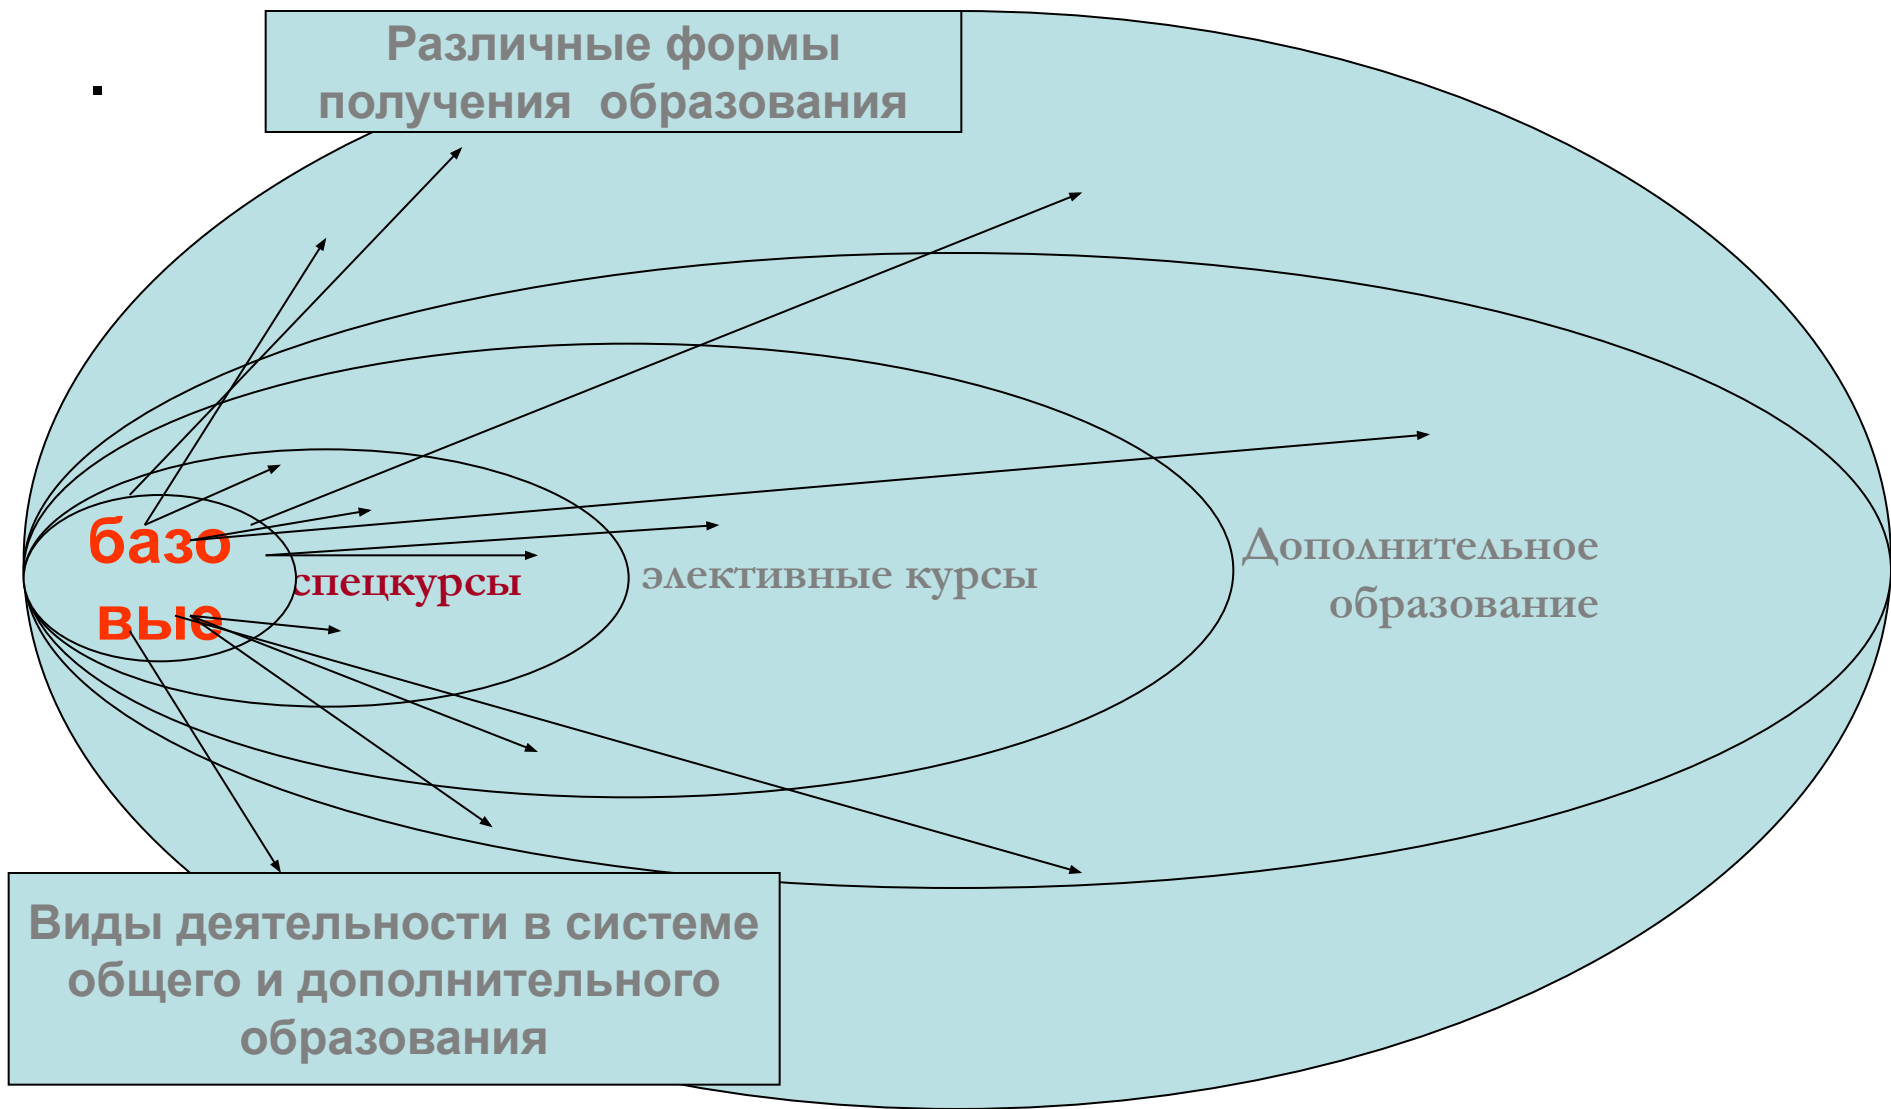 Различные формы
получения образования
базо
вые
спецкурсы
элективные курсы
Дополнительное
образование
Виды деятельности в системе
общего и дополнительного
образования